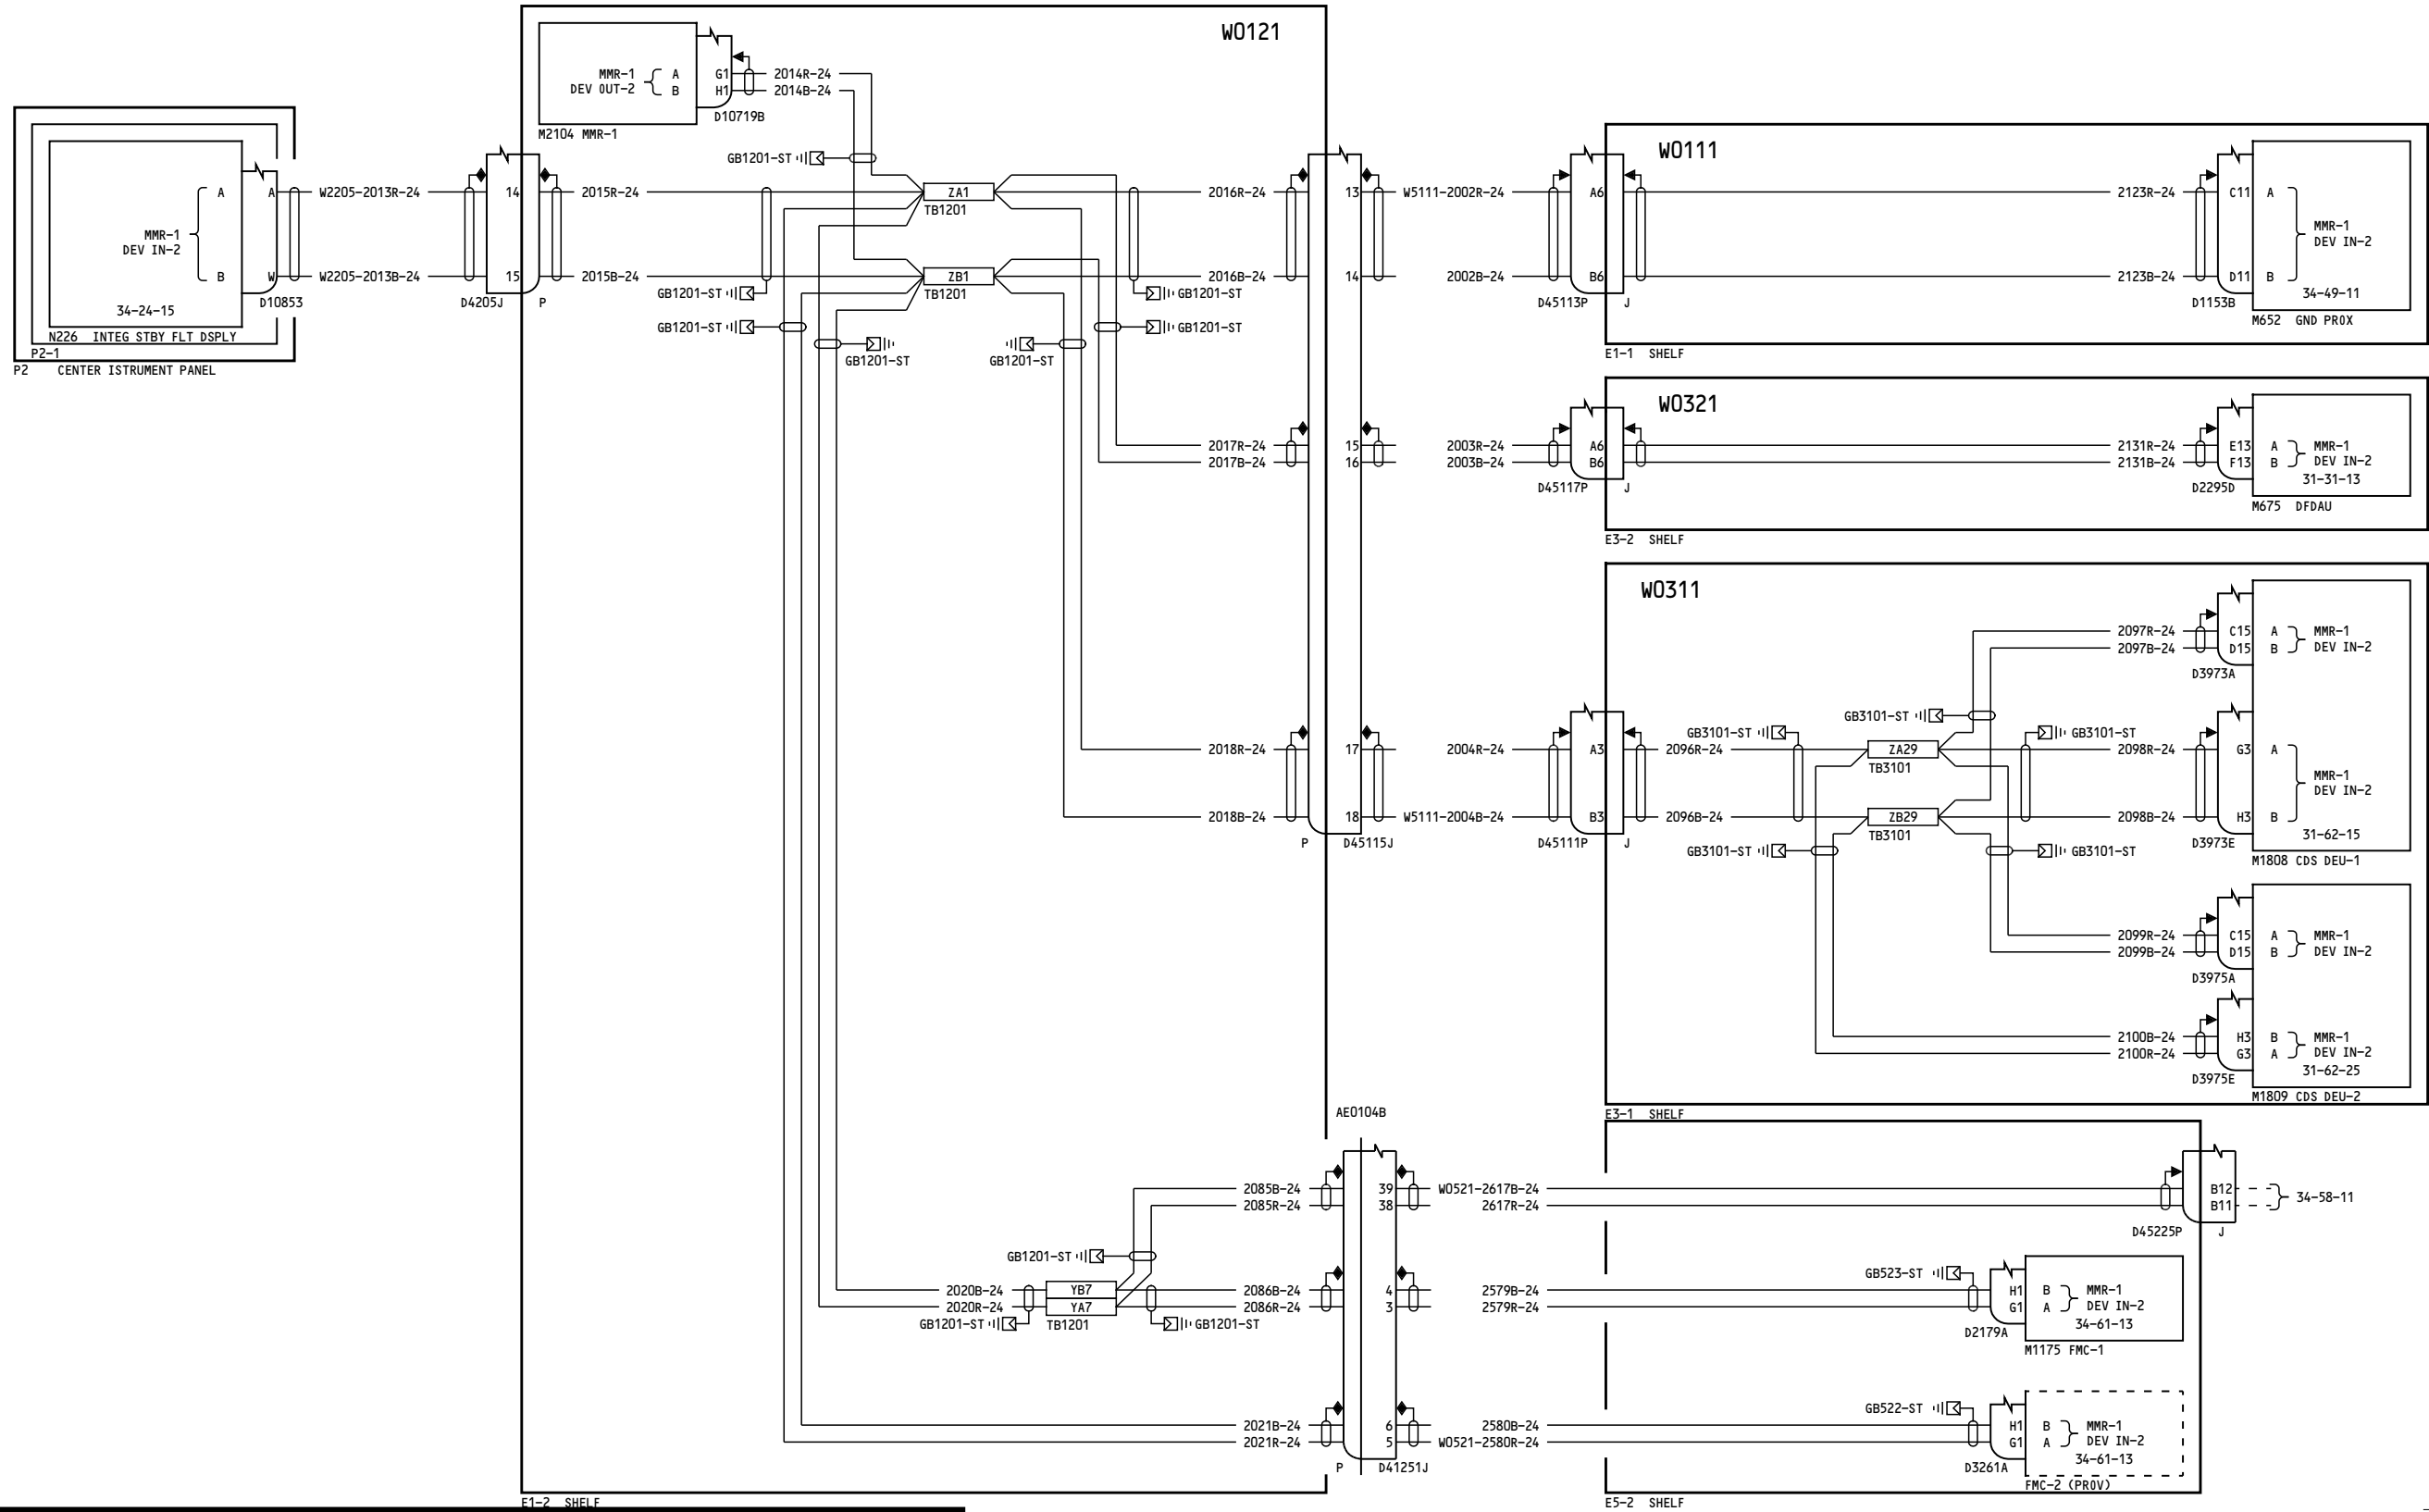 W0121
MMR-1
DEV OUT-2
A
B
G1
H1
2014R-24
2014B-24
D10719B
M2104 MMR-1
GB1201-ST
A
B
MMR-1
DEV IN-2
34-24-15
N226 INTEG STBY FLT DSPLY
P2-1
P2 CENTER ISTRUMENT PANEL
A
W
D10853
W2205-2013R-24
W2205-2013B-24
14
15
D4205J
P
2015R-24
2015B-24
GB1201-ST
GB1201-ST
GB1201-ST
ZA1
TB1201
ZB1
TB1201
GB1201-ST
GB1201-ST
GB1201-ST
2016R-24
2016B-24
2017R-24
2017B-24
2018R-24
2018B-24
13
14
15
16
17
18
P
D45115J
W5111-2002R-24
2002B-24
2003R-24
2003B-24
2004R-24
W5111-2004B-24
W0111
A6
B6
D45113P
J
2123R-24
2123B-24
C11
D11
D1153B
A
B
MMR-1
DEV IN-2
34-49-11
M652 GND PROX
E1-1 SHELF
W0321
A6
B6
D45117P
J
2131R-24
2131B-24
E13
F13
D2295D
A
B
MMR-1
DEV IN-2
31-31-13
M675 DFDAU
E3-2 SHELF
W0311
A3
B3
D45111P
J
2096R-24
2096B-24
GB3101-ST
GB3101-ST
GB3101-ST
ZA29
TB3101
ZB29
TB3101
GB3101-ST
GB3101-ST
2097R-24
2097B-24
C15
D15
D3973A
A
B
MMR-1
DEV IN-2
2098R-24
2098B-24
G3
H3
D3973E
A
B
MMR-1
DEV IN-2
31-62-15
M1808 CDS DEU-1
2099R-24
2099B-24
C15
D15
D3975A
A
B
MMR-1
DEV IN-2
2100B-24
2100R-24
H3
G3
D3975E
B
A
MMR-1
DEV IN-2
31-62-25
M1809 CDS DEU-2
E3-1 SHELF
AE0104B
2085B-24
2085R-24
39
38
W0521-2617B-24
2617R-24
D45225P
B12
B11
J
34-58-11
GB1201-ST
2020B-24
2020R-24
YB7
YA7
TB1201
GB1201-ST
GB1201-ST
2086B-24
2086R-24
4
3
2579B-24
2579R-24
GB523-ST
H1
G1
D2179A
B
A
MMR-1
DEV IN-2
34-61-13
M1175 FMC-1
2021B-24
2021R-24
6
5
P
D41251J
2580B-24
W0521-2580R-24
GB522-ST
H1
G1
D3261A
B
A
MMR-1
DEV IN-2
34-61-13
FMC-2 (PROV)
E1-2 SHELF
E5-2 SHELF